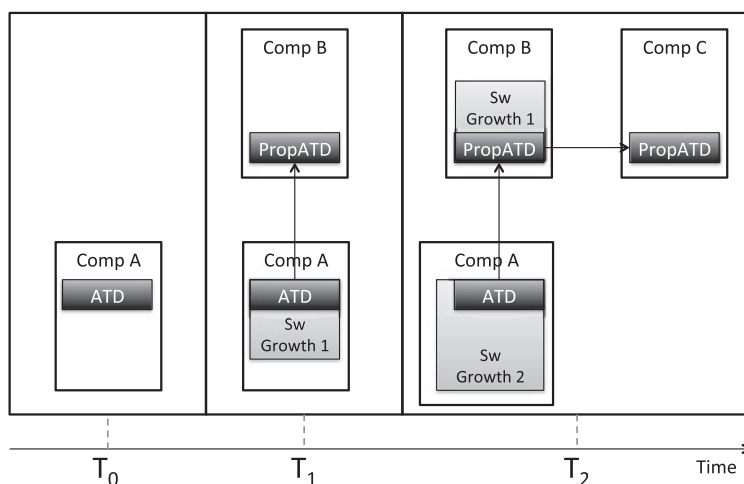 Comp A
ATD
Comp B
PropATD
Comp A
ATD
Sw
Growth 1
Comp B
Sw
Growth 1
PropATD
Comp C
PropATD
Comp A
ATD
Sw
Growth 2
T0
T1
T2
Time